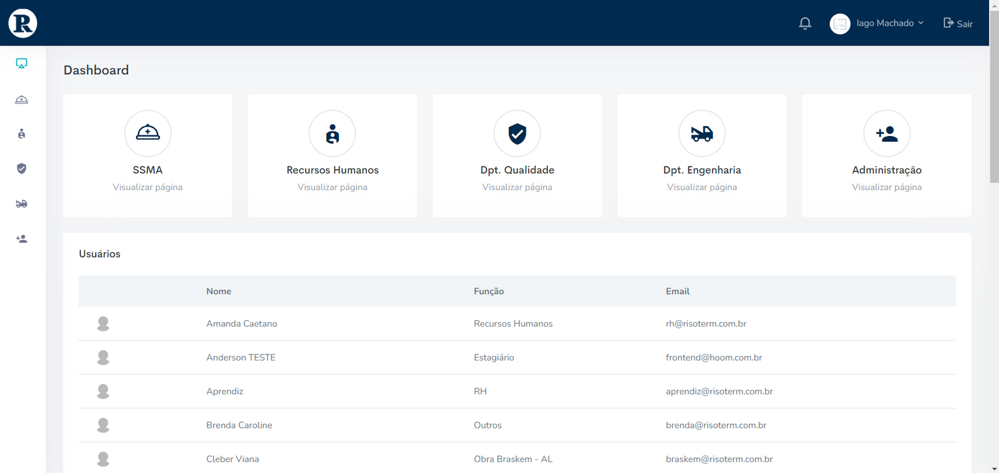 R
Iago Machado
Sair
Dashboard
SSMA
Visualizar página
Recursos Humanos
Visualizar página
Dpt. Qualidade
Visualizar página
Dpt. Engenharia
Visualizar página
Administração
Visualizar página
Usuários
Nome Função Email
Amanda Caetano Recursos Humanos rh@risoterm.com.br
Anderson TESTE Estagiário frontend@hoom.com.br
Aprendiz RH aprendiz@risoterm.com.br
Brenda Caroline Outros brenda@risoterm.com.br
Cleber Viana Obra Braskem - AL braskem@risoterm.com.br